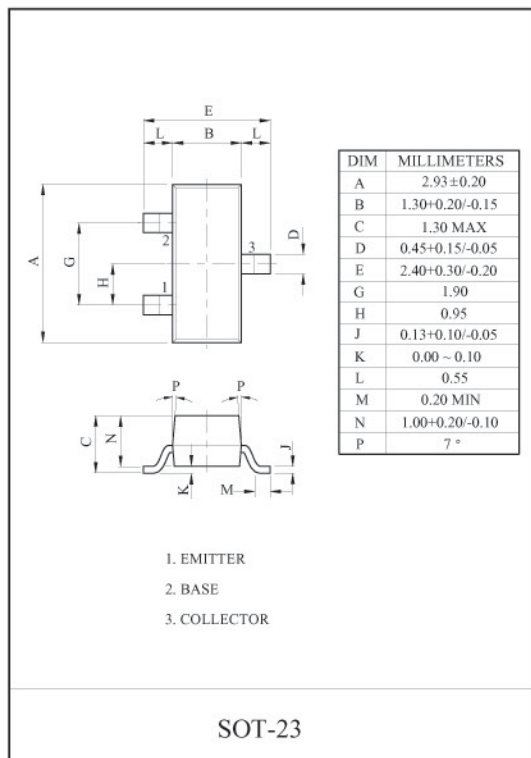 E
L B L
A
G
H
2
1
3
D
P P
C
N
K
M
J
DIM MILLIMETERS
A 2.93±0.20
B 1.30+0.20/-0.15
C 1.30 MAX
D 0.45+0.15/-0.05
E 2.40+0.30/-0.20
G 1.90
H 0.95
J 0.13+0.10/-0.05
K 0.00 ~ 0.10
L 0.55
M 0.20 MIN
N 1.00+0.20/-0.10
P 7 °
1. EMITTER
2. BASE
3. COLLECTOR
SOT-23